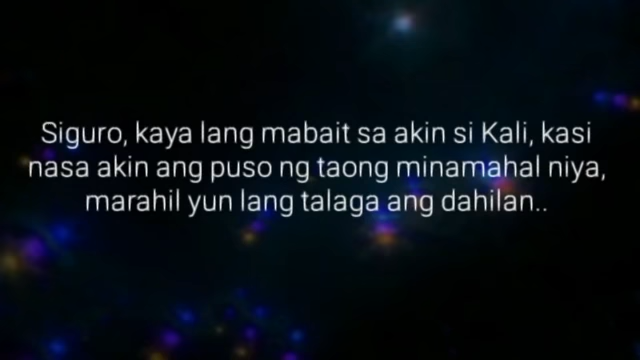 Siguro, kaya lang mabait sa akin si Kali, kasi
nasa akin ang puso ng taong minamahal niya,
marahil yun lang talaga ang dahilan..